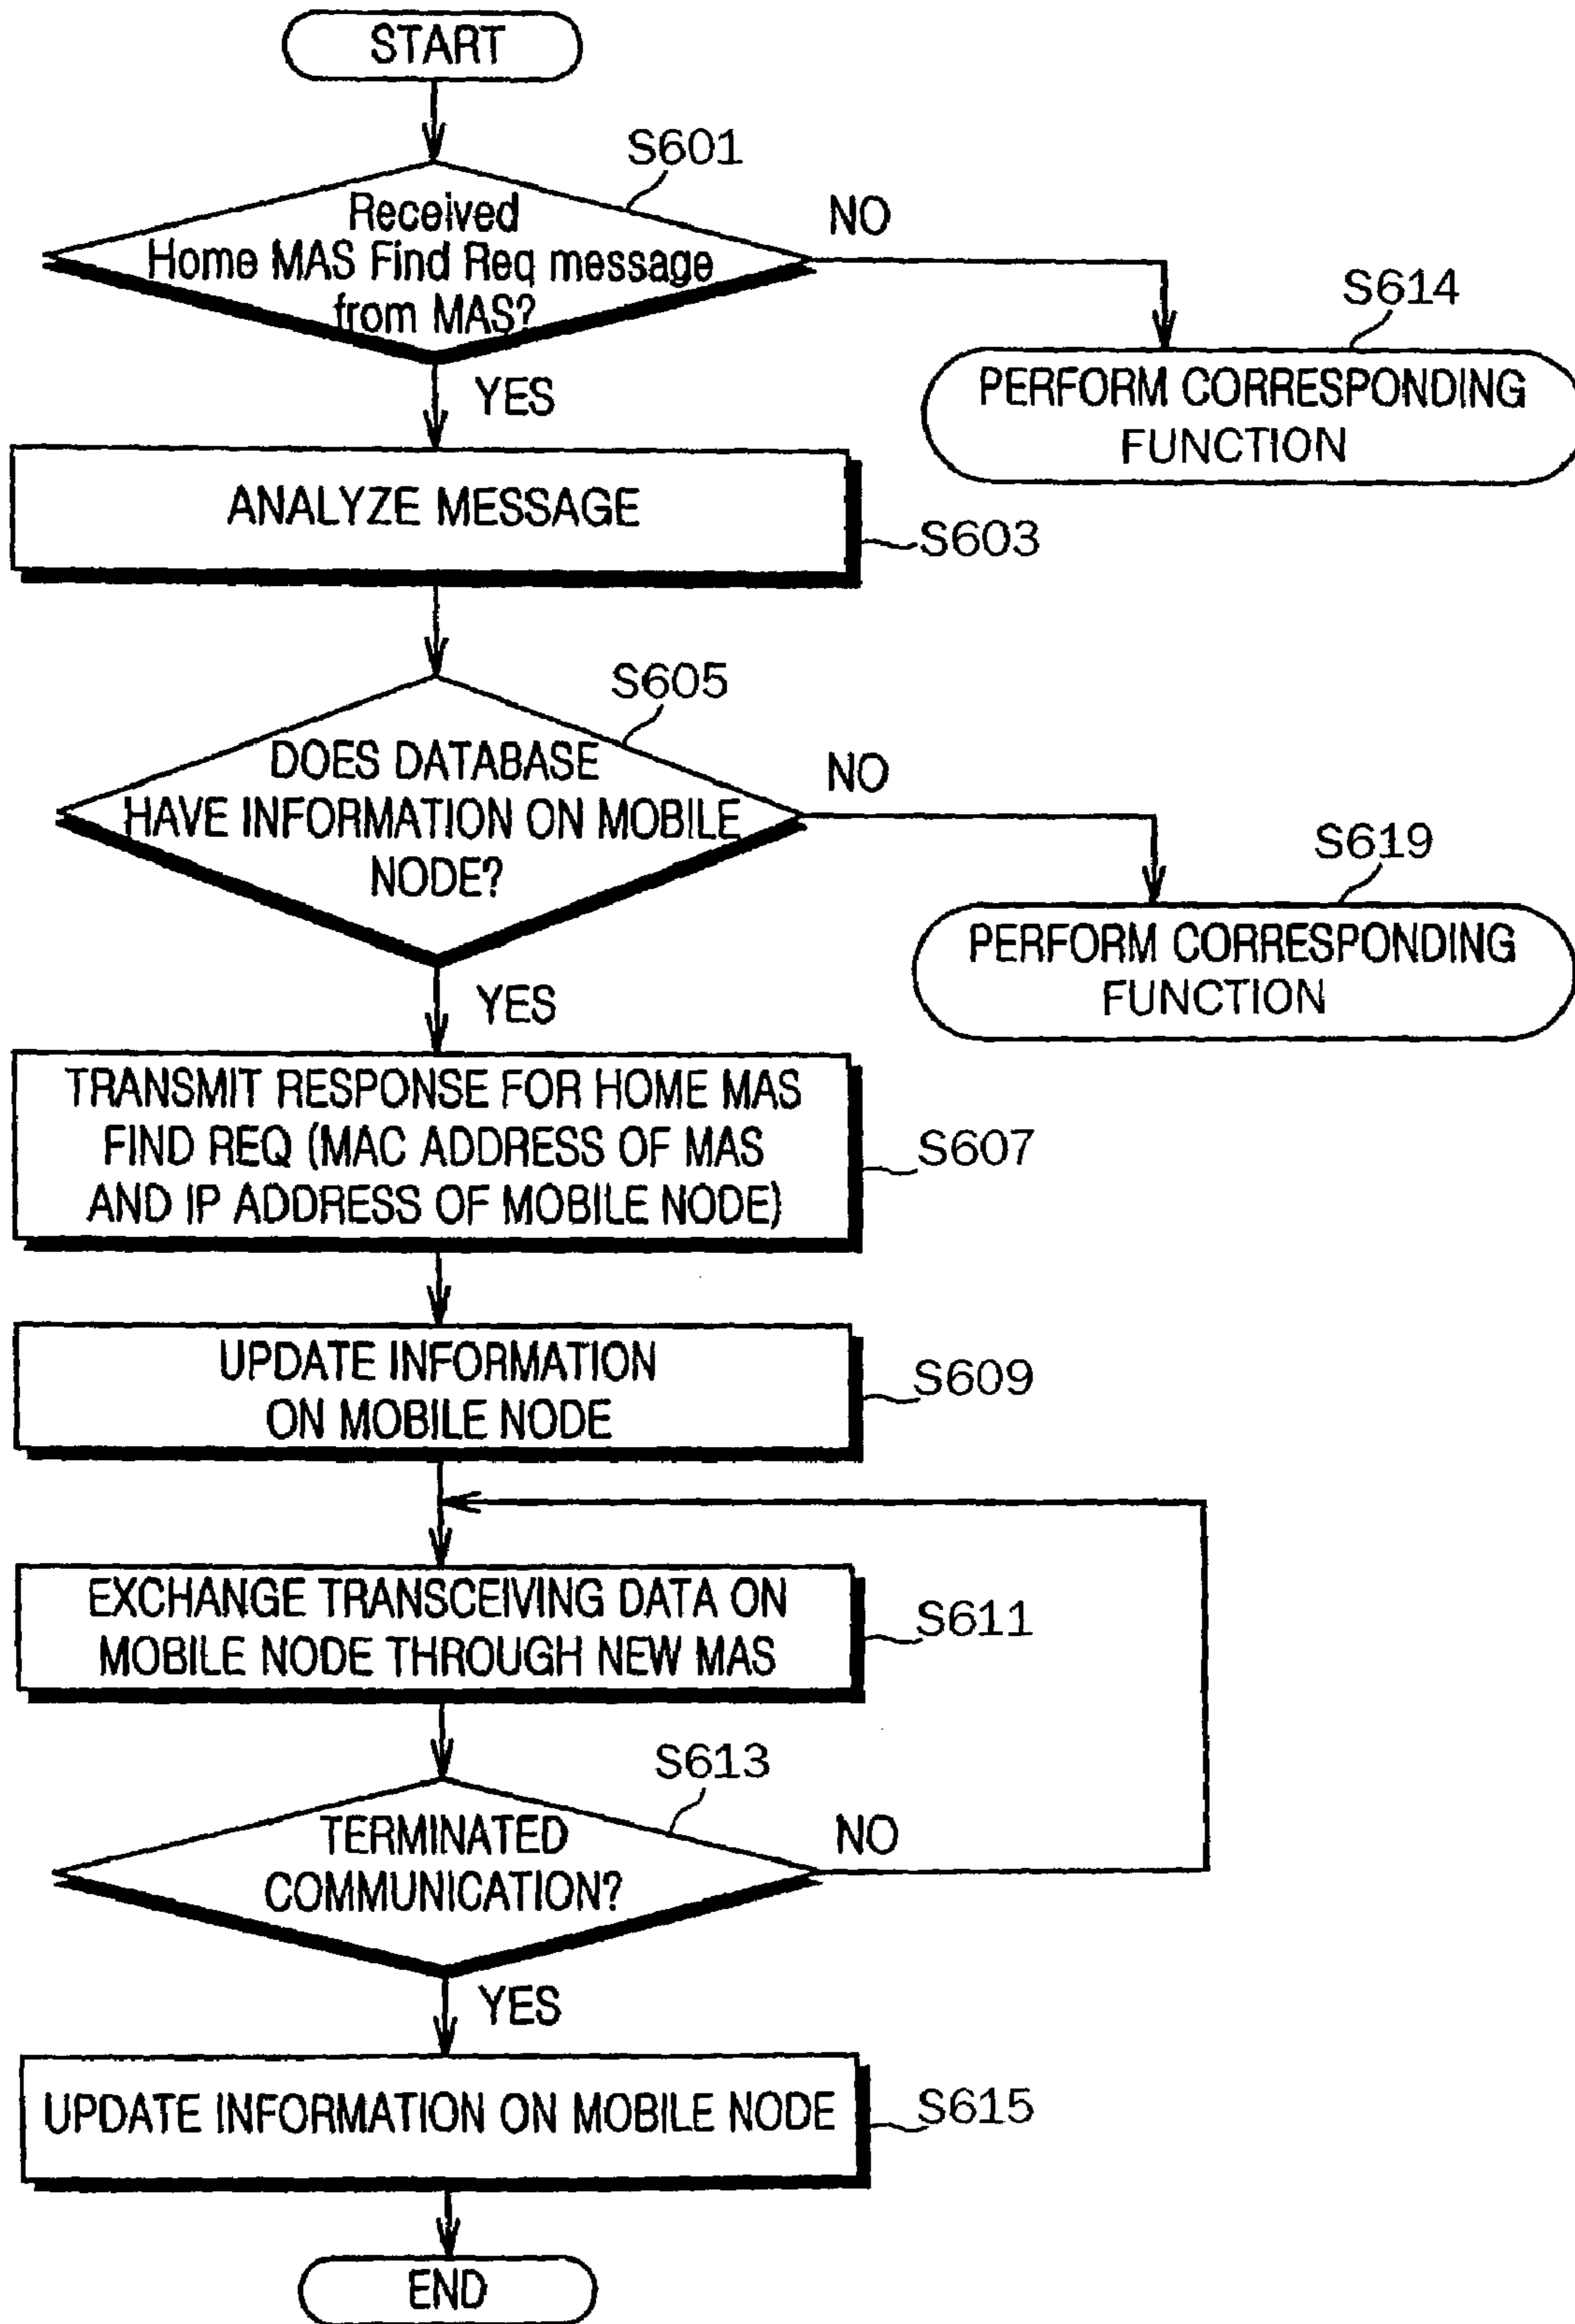 START
S601
Received
Home MAS Find Req message
from MAS?
NO
S614
PERFORM CORRESPONDING
FUNCTION
YES
ANALYZE MESSAGE
S603
S605
DOES DATABASE
HAVE INFORMATION ON MOBILE
NODE?
NO
S619
PERFORM CORRESPONDING
FUNCTION
YES
TRANSMIT RESPONSE FOR HOME MAS
FIND REQ (MAC ADDRESS OF MAS
AND IP ADDRESS OF MOBILE NODE)
S607
UPDATE INFORMATION
ON MOBILE NODE
S609
EXCHANGE TRANSCEIVING DATA ON
MOBILE NODE THROUGH NEW MAS
S611
S613
TERMINATED
COMMUNICATION?
NO
YES
UPDATE INFORMATION ON MOBILE NODE
S615
END